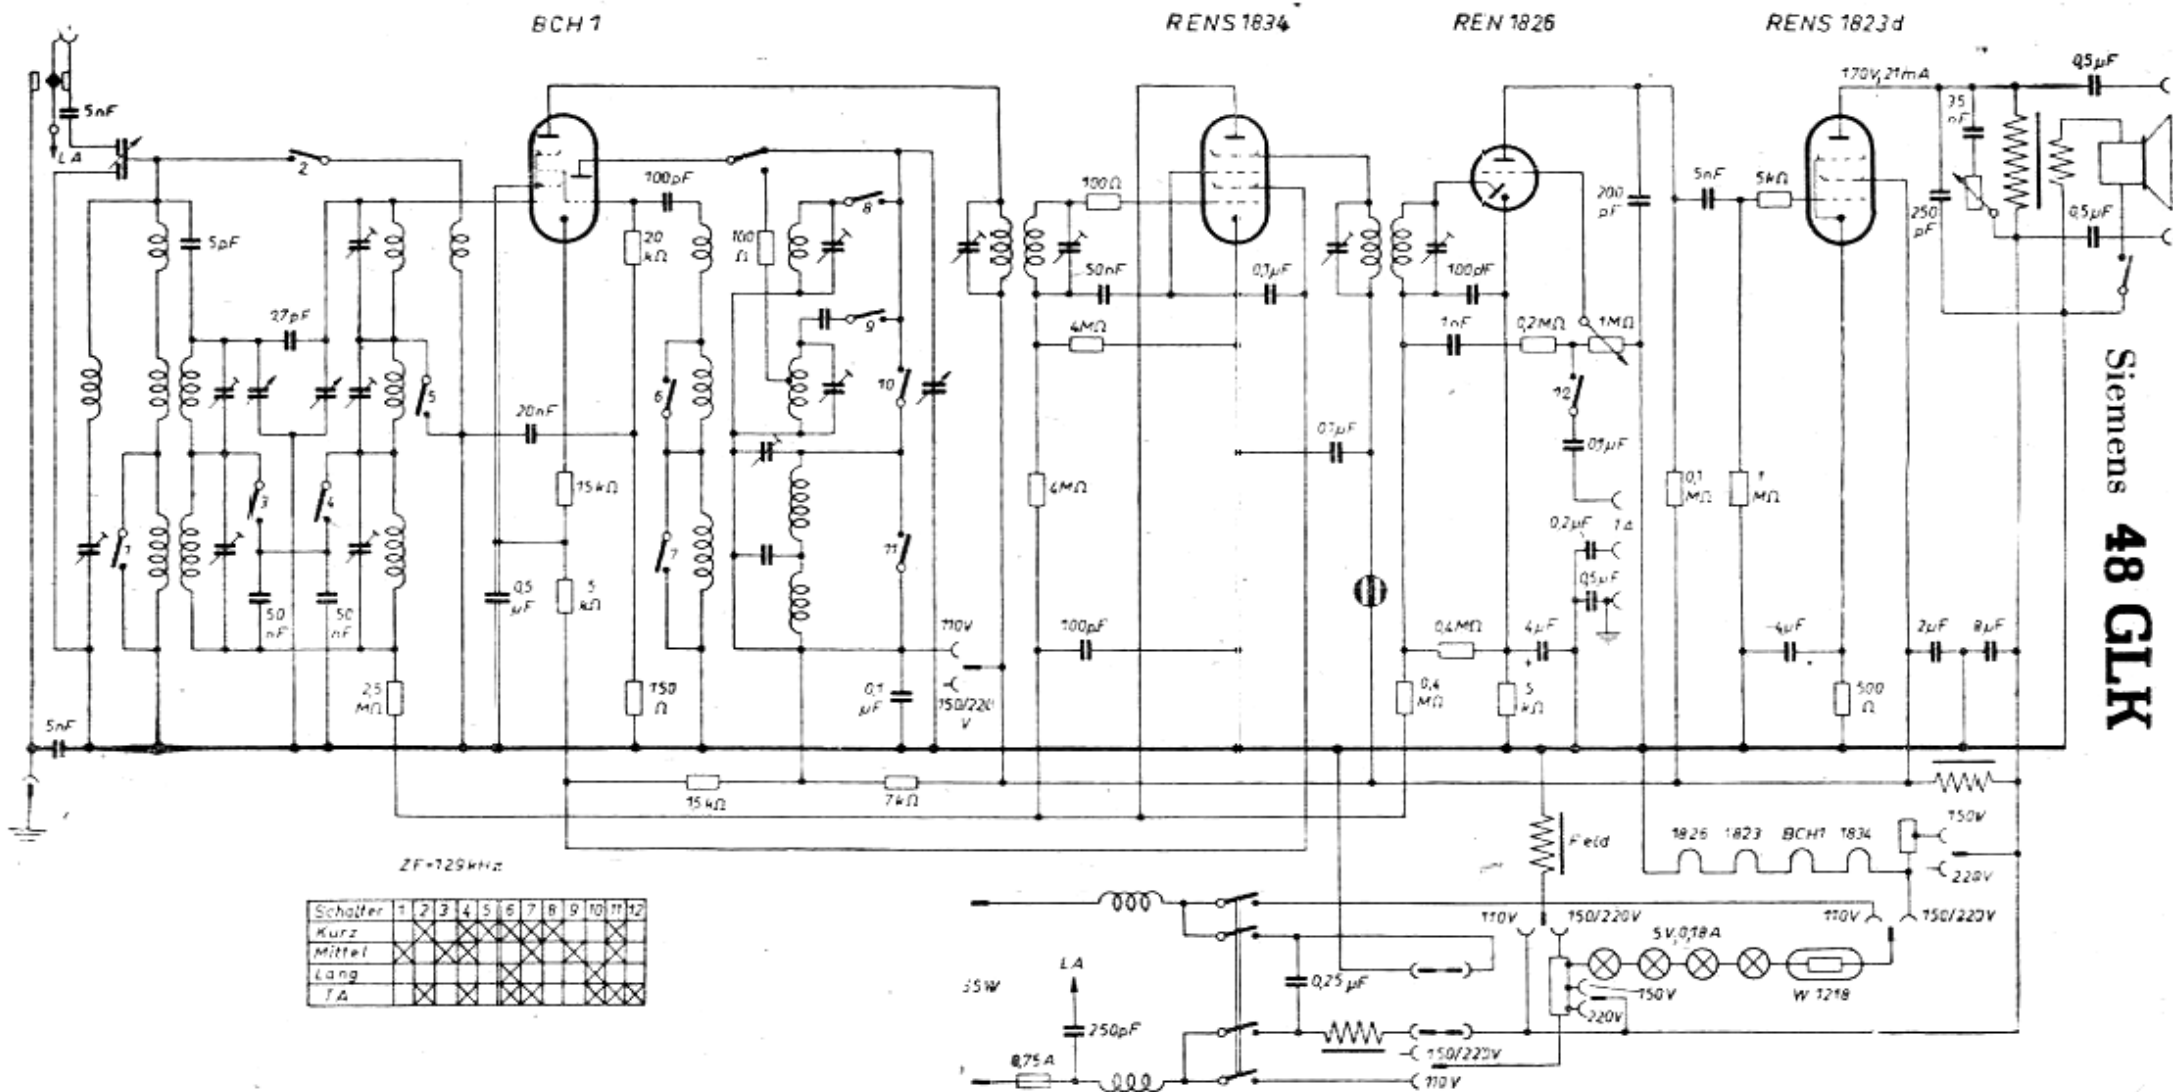 BCH 1
RENS 1834
REN 1826
RENS 1823d
170V, 21mA
0,5µF
5nF
35 nF
LA
2
100pF
100Ω
8
5nF
5kΩ
200 pF
250 pF
0,5µF
5pF
20 kΩ
100 Ω
50nF
0,1µF
100pF
27pF
9
4MΩ
1nF
0,2MΩ
1MΩ
5
6
10
12
20nF
0,1µF
0,1µF
15kΩ
4MΩ
0,1 MΩ
1 MΩ
3
4
1
7
11
0,2µF
TA
0,5µF
50 nF
50 nF
0,5 µF
5 kΩ
110V
100pF
0,4MΩ
4µF
4µF
2µF
8µF
2,5 MΩ
150 Ω
0,1 µF
150/220 V
0,4 MΩ
5 kΩ
500 Ω
5nF
15kΩ
7kΩ
Siemens 48 GLK
Feld
1826
1823
BCH1
1834
150V
220V
ZF=129kHz
Schalter 1 2 3 4 5 6 7 8 9 10 11 12
Kurz
Mittel
Lang
TA
110V
150/220V
110V
150/220V
5V, 0,18A
LA
0,25µF
150V
W 1218
220V
250pF
150/220V
0,75A
110V